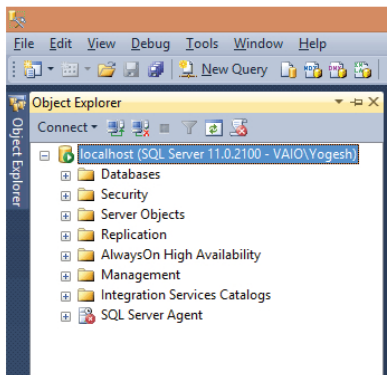 File Edit View Debug Tools Window Help
New Query
Object Explorer
Object Explorer
Connect
localhost (SQL Server 11.0.2100 - VAIO\Yogesh)
Databases
Security
Server Objects
Replication
AlwaysOn High Availability
Management
Integration Services Catalogs
SQL Server Agent